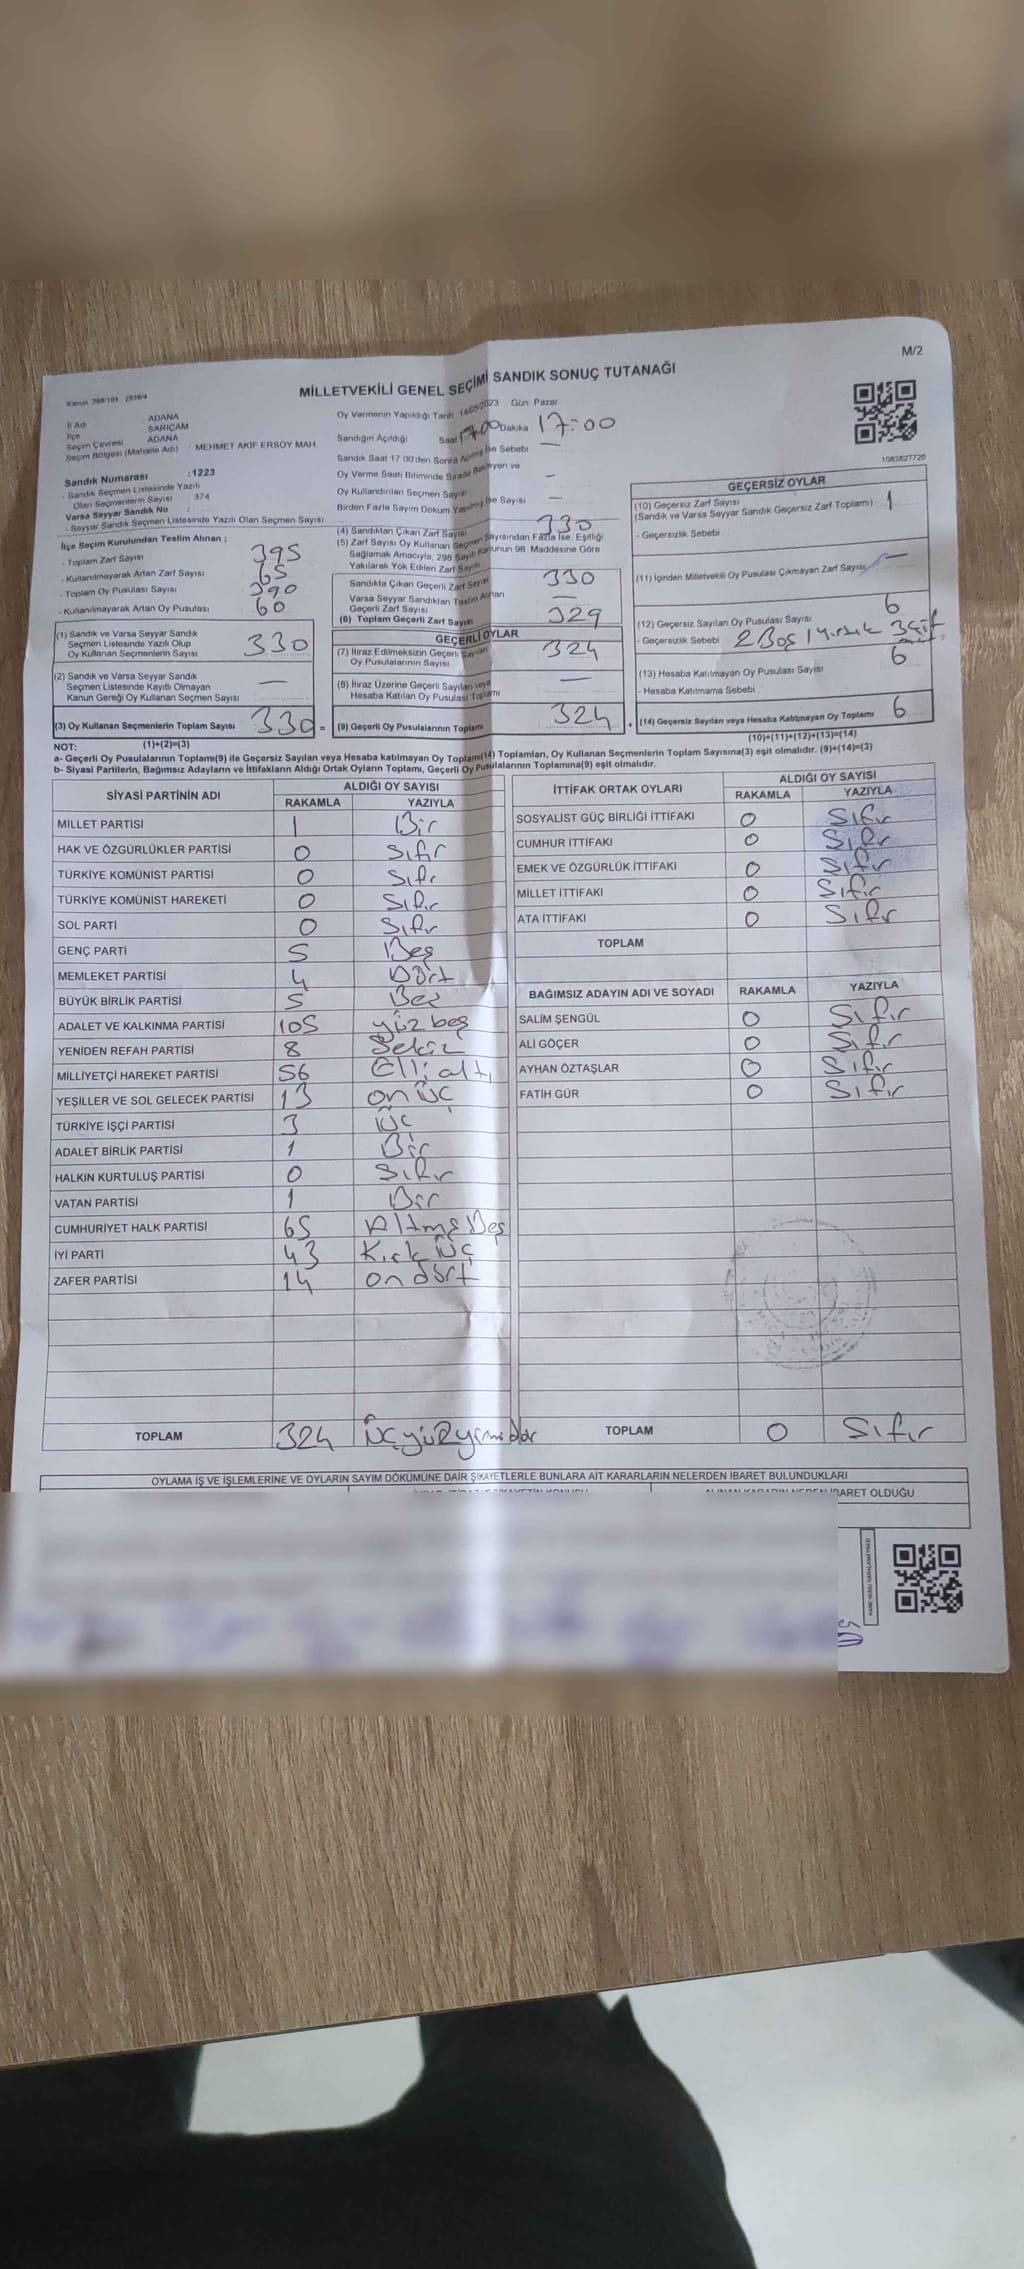 M/2
Kanun 298/105 : 2839/4
MİLLETVEKİLİ GENEL SEÇİMİ SANDIK SONUÇ TUTANAĞI
1083827720
İl Adı ADANA
İlçe SARIÇAM
Seçim Çevresi ADANA
Seçim Bölgesi (Mahalle Adı) : MEHMET AKİF ERSOY MAH.
Sandık Numarası : 1223
- Sandık Seçmen Listesinde Yazılı
Olan Seçmenlerin Sayısı : 374
Varsa Seyyar Sandık No :
- Seyyar Sandık Seçmen Listesinde Yazılı Olan Seçmen Sayısı
İlçe Seçim Kurulundan Teslim Alınan ;
- Toplam Zarf Sayısı 395
- Kullanılmayarak Artan Zarf Sayısı 65
- Toplam Oy Pusulası Sayısı 390
- Kullanılmayarak Artan Oy Pusulası 60
(1) Sandık ve Varsa Seyyar Sandık
Seçmen Listesinde Yazılı Olup
Oy Kullanan Seçmenlerin Sayısı 330
(2) Sandık ve Varsa Seyyar Sandık
Seçmen Listesinde Kayıtlı Olmayan
Kanun Gereği Oy Kullanan Seçmen Sayısı —
(3) Oy Kullanan Seçmenlerin Toplam Sayısı 330 =
Oy Vermenin Yapıldığı Tarih 14/05/2023 Gün Pazar
Sandığın Açıldığı Saat 17:00 Dakika 17:00
Sandık Saat 17.00'den Sonra Açılmış İse Sebebi —
Oy Verme Saati Bitiminde Sırada Bekleyen ve
Oy Kullandırılan Seçmen Sayısı —
Birden Fazla Sayım Döküm Yapılmış İse Sayısı —
(4) Sandıktan Çıkan Zarf Sayısı 330
(5) Zarf Sayısı Oy Kullanan Seçmen Sayısından Fazla İse, Eşitliği
Sağlamak Amacıyla, 298 Sayılı Kanunun 98. Maddesine Göre
Yakılarak Yok Edilen Zarf Sayısı
Sandıkta Çıkan Geçerli Zarf Sayısı 330
Varsa Seyyar Sandıktan Teslim Alınan
Geçerli Zarf Sayısı —
(6) Toplam Geçerli Zarf Sayısı 329
GEÇERLİ OYLAR
(7) İtiraz Edilmeksizin Geçerli Sayılan
Oy Pusulalarının Sayısı 324
(8) İtiraz Üzerine Geçerli Sayılan veya
Hesaba Katılan Oy Pusulası Toplamı —
(9) Geçerli Oy Pusulalarının Toplamı 324 +
GEÇERSİZ OYLAR
(10) Geçersiz Zarf Sayısı
(Sandık ve Varsa Seyyar Sandık Geçersiz Zarf Toplamı) 1
- Geçersizlik Sebebi
(11) İçinden Milletvekili Oy Pusulası Çıkmayan Zarf Sayısı —
(12) Geçersiz Sayılan Oy Pusulası Sayısı 6
- Geçersizlik Sebebi 2 Boş 1 Yırtık 3 Çift
(13) Hesaba Katılmayan Oy Pusulası Sayısı 6
- Hesaba Katılmama Sebebi
(14) Geçersiz Sayılan veya Hesaba Katılmayan Oy Toplamı 6
NOT: (1)+(2)=(3)
(10)+(11)+(12)+(13)=(14)
a- Geçerli Oy Pusulalarının Toplamı(9) ile Geçersiz Sayılan veya Hesaba katılmayan Oy Toplamı(14) Toplamları, Oy Kullanan Seçmenlerin Toplam Sayısına(3) eşit olmalıdır. (9)+(14)=(3)
b- Siyasi Partilerin, Bağımsız Adayların ve İttifakların Aldığı Oyların Toplamı, Geçerli Oy Pusulalarının Toplamına(9) eşit olmalıdır.
SİYASİ PARTİNİN ADI ALDIĞI OY SAYISI
RAKAMLA YAZIYLA
MİLLET PARTİSİ 1 Bir
HAK VE ÖZGÜRLÜKLER PARTİSİ 0 Sıfır
TÜRKİYE KOMÜNİST PARTİSİ 0 Sıfır
TÜRKİYE KOMÜNİST HAREKETİ 0 Sıfır
SOL PARTİ 0 Sıfır
GENÇ PARTİ 5 Beş
MEMLEKET PARTİSİ 4 Dört
BÜYÜK BİRLİK PARTİSİ 5 Beş
ADALET VE KALKINMA PARTİSİ 105 yüz beş
YENİDEN REFAH PARTİSİ 8 Sekiz
MİLLİYETÇİ HAREKET PARTİSİ 56 Elli altı
YEŞİLLER VE SOL GELECEK PARTİSİ 13 on üç
TÜRKİYE İŞÇİ PARTİSİ 3 üç
ADALET BİRLİK PARTİSİ 1 Bir
HALKIN KURTULUŞ PARTİSİ 0 Sıfır
VATAN PARTİSİ 1 Bir
CUMHURİYET HALK PARTİSİ 65 Altmış Beş
İYİ PARTİ 43 Kırk üç
ZAFER PARTİSİ 14 on dört
TOPLAM 324 Üçyüzyirmidör
İTTİFAK ORTAK OYLARI ALDIĞI OY SAYISI
RAKAMLA YAZIYLA
SOSYALİST GÜÇ BİRLİĞİ İTTİFAKI 0 Sıfır
CUMHUR İTTİFAKI 0 Sıfır
EMEK VE ÖZGÜRLÜK İTTİFAKI 0 Sıfır
MİLLET İTTİFAKI 0 Sıfır
ATA İTTİFAKI 0 Sıfır
TOPLAM
BAĞIMSIZ ADAYIN ADI VE SOYADI RAKAMLA YAZIYLA
SALİM ŞENGÜL 0 Sıfır
ALİ GÖÇER 0 Sıfır
AYHAN ÖZTAŞLAR 0 Sıfır
FATİH GÜR 0 Sıfır
TOPLAM 0 Sıfır
OYLAMA İŞ VE İŞLEMLERİNE VE OYLARIN SAYIM DÖKÜMÜNE DAİR ŞİKAYETLERLE BUNLARA AİT KARARLARIN NELERDEN İBARET BULUNDUKLARI
İBARET OLDUĞU